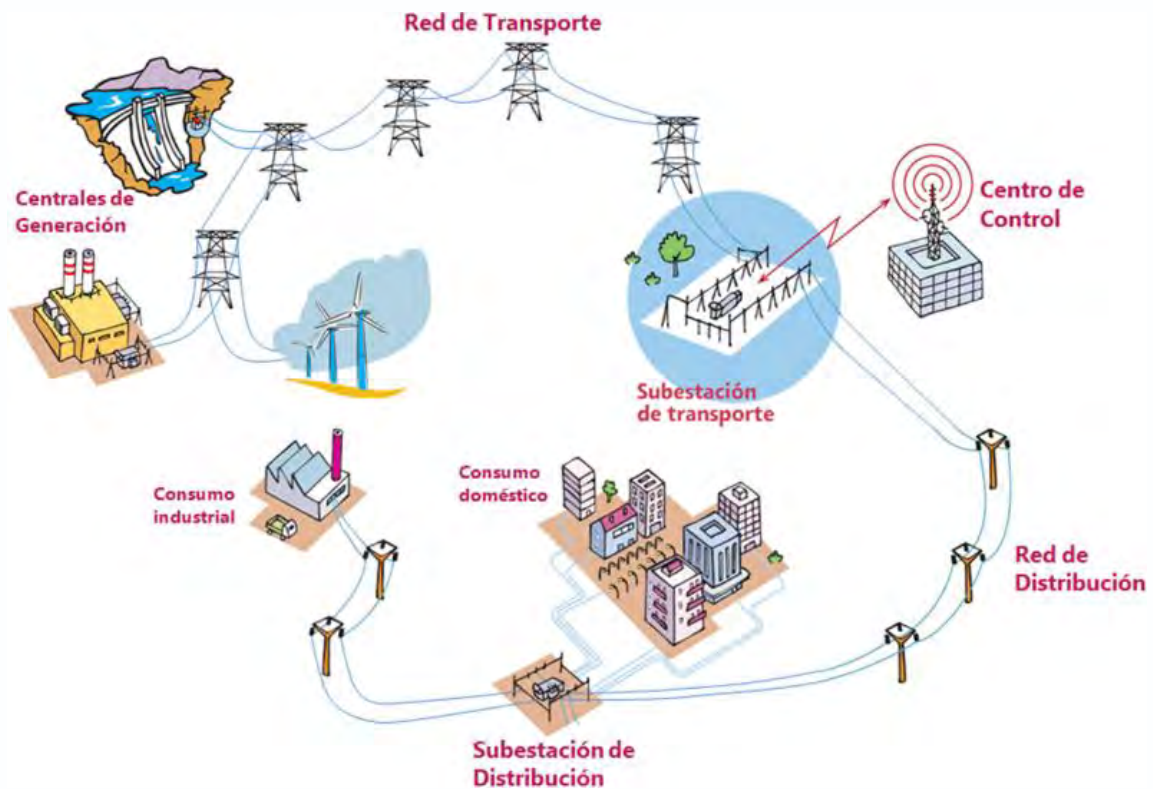 Red de Transporte
Centrales de
Generación
Centro de
Control
Subestación
de transporte
Consumo
doméstico
Consumo
industrial
Red de
Distribución
Subestación de
Distribución